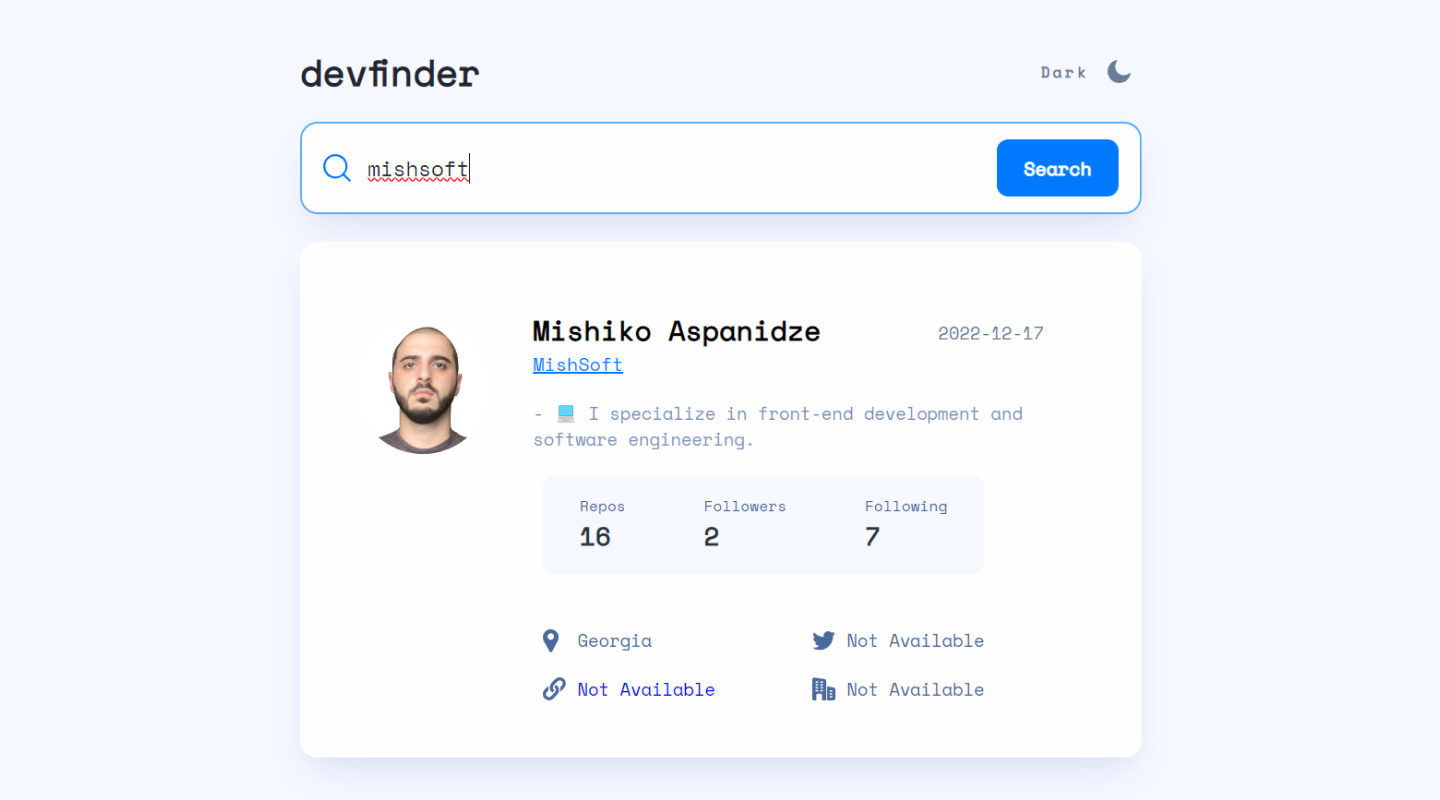 devfinder
Dark
mishsoft
Search
Mishiko Aspanidze
2022-12-17
MishSoft
- 💻 I specialize in front-end development and
software engineering.
Repos Followers Following
16 2 7
Georgia
Not Available
Not Available
Not Available